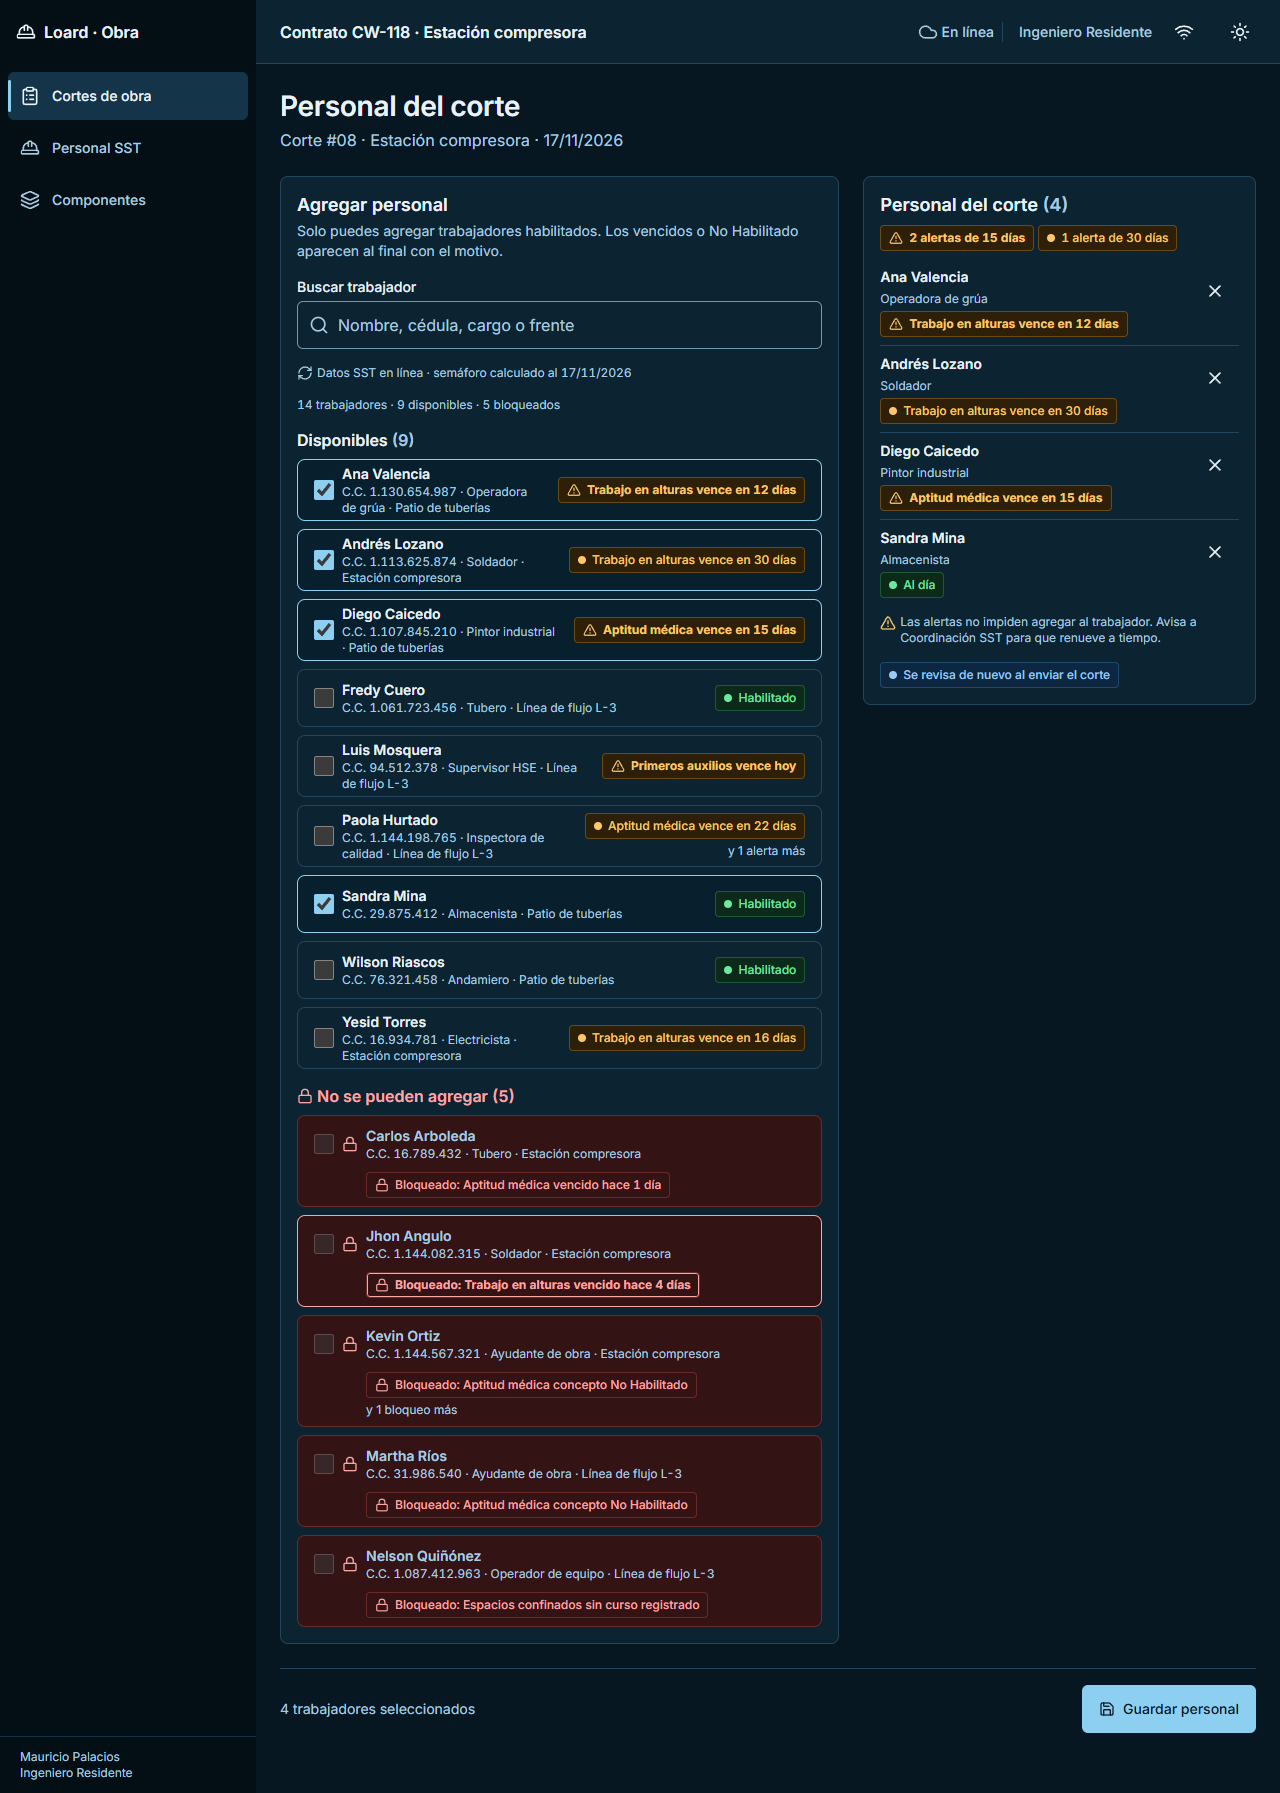 Loard · Obra
Contrato CW-118 · Estación compresora
En línea
Ingeniero Residente
Cortes de obra
Personal SST
Componentes
Personal del corte
Corte #08 · Estación compresora · 17/11/2026
Agregar personal
Solo puedes agregar trabajadores habilitados. Los vencidos o No Habilitado
aparecen al final con el motivo.
Buscar trabajador
Nombre, cédula, cargo o frente
Datos SST en línea · semáforo calculado al 17/11/2026
14 trabajadores · 9 disponibles · 5 bloqueados
Disponibles (9)
Ana Valencia
C.C. 1.130.654.987 · Operadora
de grúa · Patio de tuberías
Trabajo en alturas vence en 12 días
Andrés Lozano
C.C. 1.113.625.874 · Soldador ·
Estación compresora
Trabajo en alturas vence en 30 días
Diego Caicedo
C.C. 1.107.845.210 · Pintor industrial
· Patio de tuberías
Aptitud médica vence en 15 días
Fredy Cuero
C.C. 1.061.723.456 · Tubero · Línea de flujo L-3
Habilitado
Luis Mosquera
C.C. 94.512.378 · Supervisor HSE · Línea
de flujo L-3
Primeros auxilios vence hoy
Paola Hurtado
C.C. 1.144.198.765 · Inspectora de
calidad · Línea de flujo L-3
Aptitud médica vence en 22 días
y 1 alerta más
Sandra Mina
C.C. 29.875.412 · Almacenista · Patio de tuberías
Habilitado
Wilson Riascos
C.C. 76.321.458 · Andamiero · Patio de tuberías
Habilitado
Yesid Torres
C.C. 16.934.781 · Electricista ·
Estación compresora
Trabajo en alturas vence en 16 días
No se pueden agregar (5)
Carlos Arboleda
C.C. 16.789.432 · Tubero · Estación compresora
Bloqueado: Aptitud médica vencido hace 1 día
Jhon Angulo
C.C. 1.144.082.315 · Soldador · Estación compresora
Bloqueado: Trabajo en alturas vencido hace 4 días
Kevin Ortiz
C.C. 1.144.567.321 · Ayudante de obra · Estación compresora
Bloqueado: Aptitud médica concepto No Habilitado
y 1 bloqueo más
Martha Ríos
C.C. 31.986.540 · Ayudante de obra · Línea de flujo L-3
Bloqueado: Aptitud médica concepto No Habilitado
Nelson Quiñónez
C.C. 1.087.412.963 · Operador de equipo · Línea de flujo L-3
Bloqueado: Espacios confinados sin curso registrado
Personal del corte (4)
2 alertas de 15 días
1 alerta de 30 días
Ana Valencia
Operadora de grúa
Trabajo en alturas vence en 12 días
Andrés Lozano
Soldador
Trabajo en alturas vence en 30 días
Diego Caicedo
Pintor industrial
Aptitud médica vence en 15 días
Sandra Mina
Almacenista
Al día
Las alertas no impiden agregar al trabajador. Avisa a
Coordinación SST para que renueve a tiempo.
Se revisa de nuevo al enviar el corte
4 trabajadores seleccionados
Guardar personal
Mauricio Palacios
Ingeniero Residente